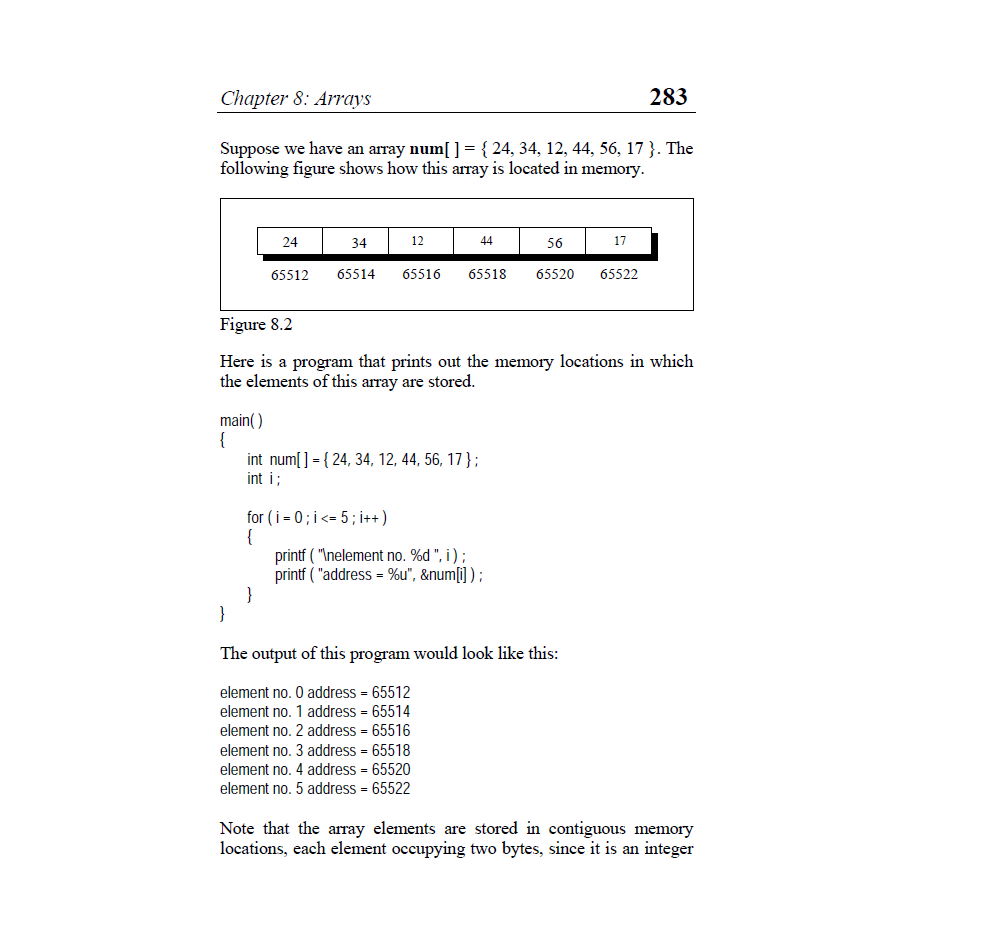 Chapter 8: Arrays 283
Suppose we have an array num[ ] = { 24, 34, 12, 44, 56, 17 }. The
following figure shows how this array is located in memory.
24 34 12 44 56 17
65512 65514 65516 65518 65520 65522
Figure 8.2
Here is a program that prints out the memory locations in which
the elements of this array are stored.
main( )
{
int num[ ] = { 24, 34, 12, 44, 56, 17 } ;
int i ;
for ( i = 0 ; i <= 5 ; i++ )
{
printf ( "\nelement no. %d ", i ) ;
printf ( "address = %u", &num[i] ) ;
}
}
The output of this program would look like this:
element no. 0 address = 65512
element no. 1 address = 65514
element no. 2 address = 65516
element no. 3 address = 65518
element no. 4 address = 65520
element no. 5 address = 65522
Note that the array elements are stored in contiguous memory
locations, each element occupying two bytes, since it is an integer